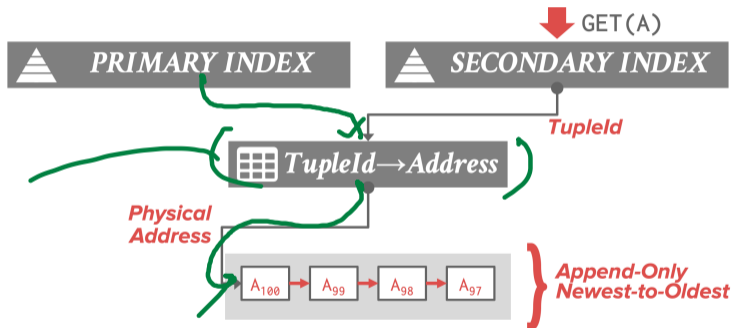 GET(A)
PRIMARY INDEX
SECONDARY INDEX
TupleId
TupleId→Address
Physical
Address
A100
A99
A98
A97
Append-Only
Newest-to-Oldest